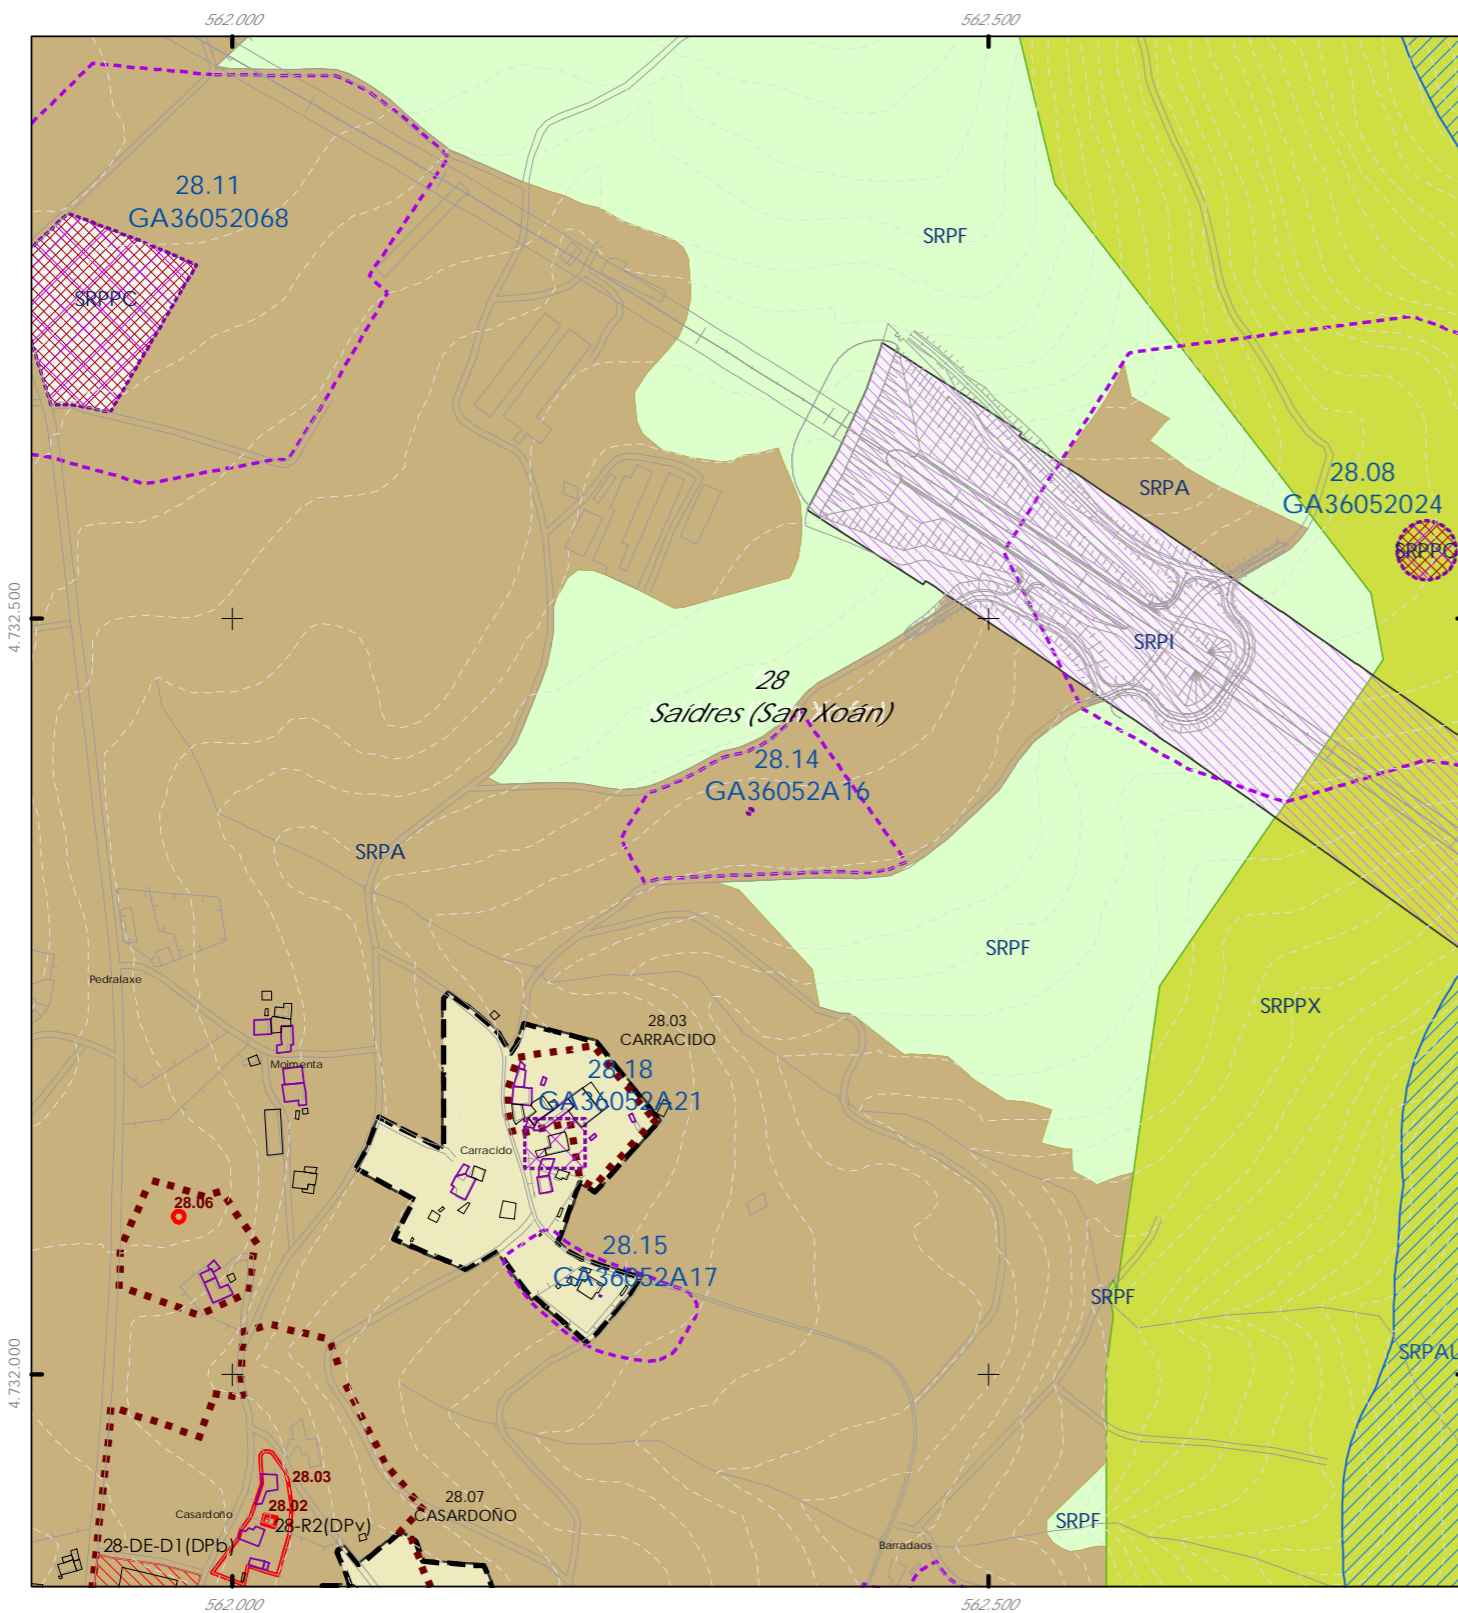 562.000
562.500
28.11
GA36052068
SRPF
SRPPC
28.08
GA36052024
SRPA
SRPPC
4.732.500
SRPI
28
Saídres (San Xoán)
28.14
GA36052A16
SRPA
SRPF
Pedralaxe
SRPPX
28.03
CARRACIDO
Moimenta
28.18
GA36052A21
Carracido
28.06
28.15
GA36052A17
SRPF
4.732.000
SRPAU
28.03
28.07
CASARDOÑO
Casardoño
28.02
28-R2(DPv)
SRPF
28-DE-D1(DPb)
Barradaos
562.000
562.500